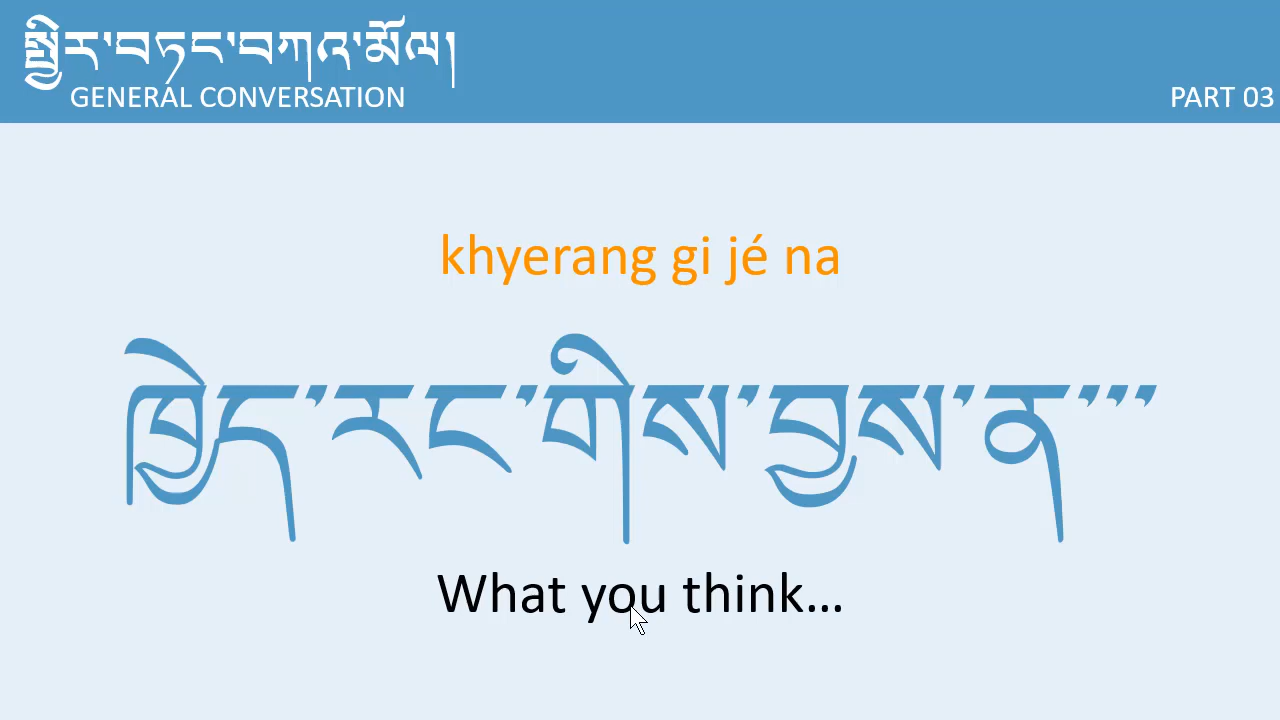 སྤྱིར་བཏང་བཀའ་མོལ།
GENERAL CONVERSATION
PART 03
khyerang gi jé na
ཁྱེད་རང་གིས་བྱས་ན་་་
What you think...